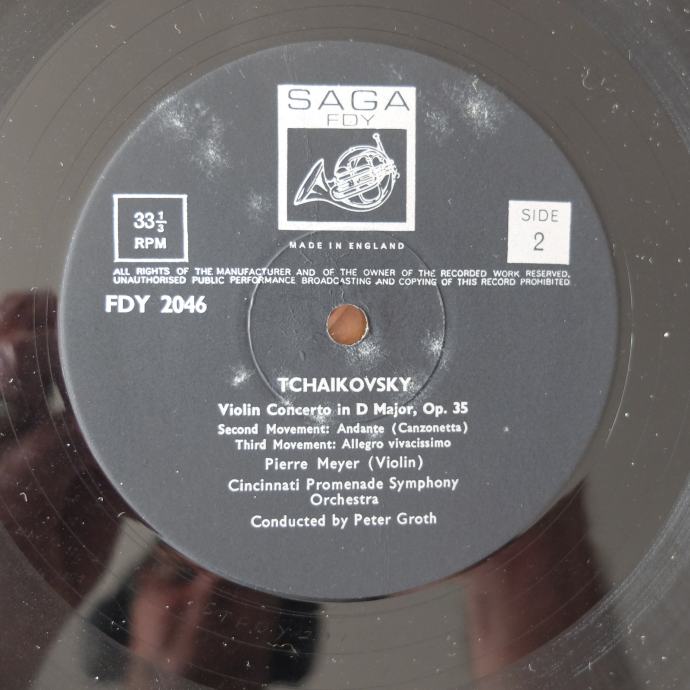 SAGA
FDY
33⅓
RPM
SIDE
2
MADE IN ENGLAND
ALL RIGHTS OF THE MANUFACTURER AND OF THE OWNER OF THE RECORDED WORK RESERVED.
UNAUTHORISED PUBLIC PERFORMANCE BROADCASTING AND COPYING OF THIS RECORD PROHIBITED
FDY 2046
TCHAIKOVSKY
Violin Concerto in D Major, Op. 35
Second Movement: Andante (Canzonetta)
Third Movement: Allegro vivacissimo
Pierre Meyer (Violin)
Cincinnati Promenade Symphony
Orchestra
Conducted by Peter Groth